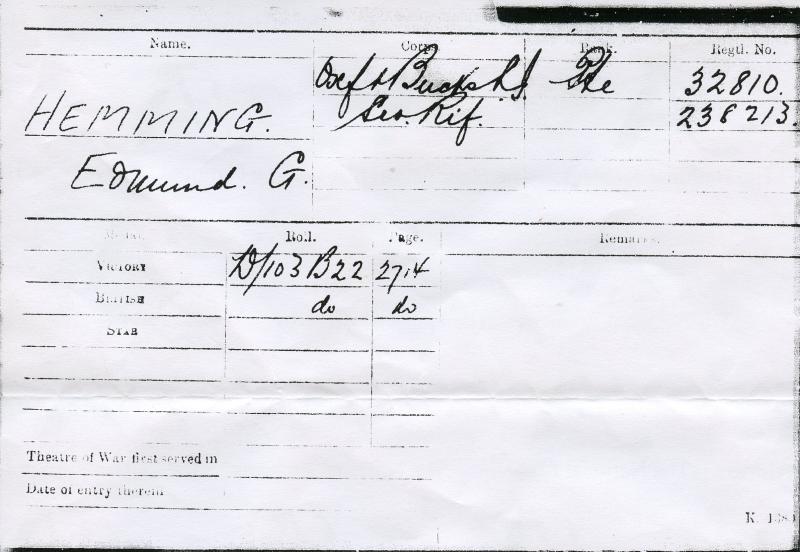 Name. Corps. Rank. Regtl. No.
HEMMING. Oxf & Bucks L.I. Pte 32810.
Sco. Rif. 238213.
Edmund. G.
Medal. Roll. Page. Remarks.
VICTORY D/103 B22 2714
BRITISH do do
STAR
Theatre of War first served in
Date of entry therein
K. 1380